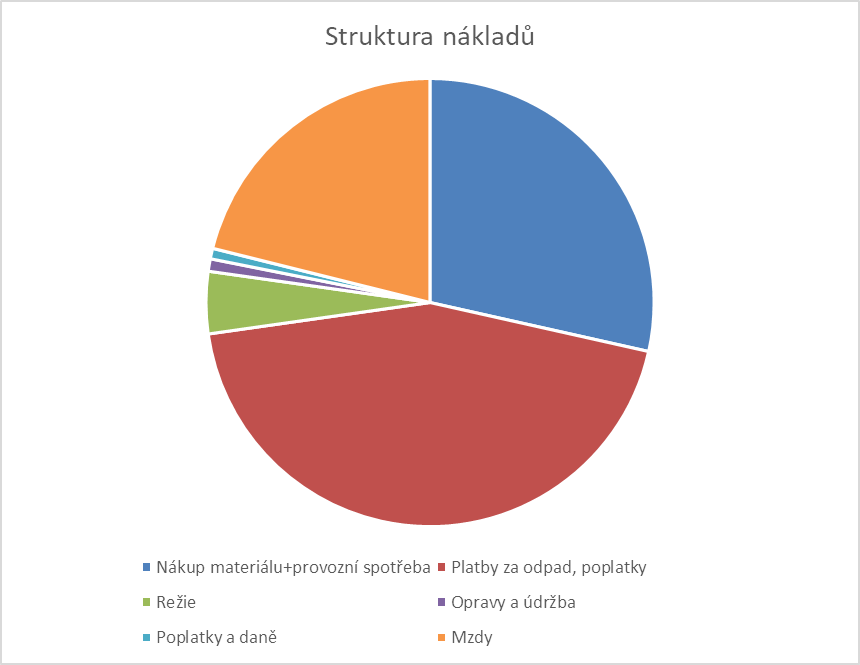 Struktura nákladů
Nákup materiálu+provozní spotřeba Platby za odpad, poplatky
Režie Opravy a údržba
Poplatky a daně Mzdy